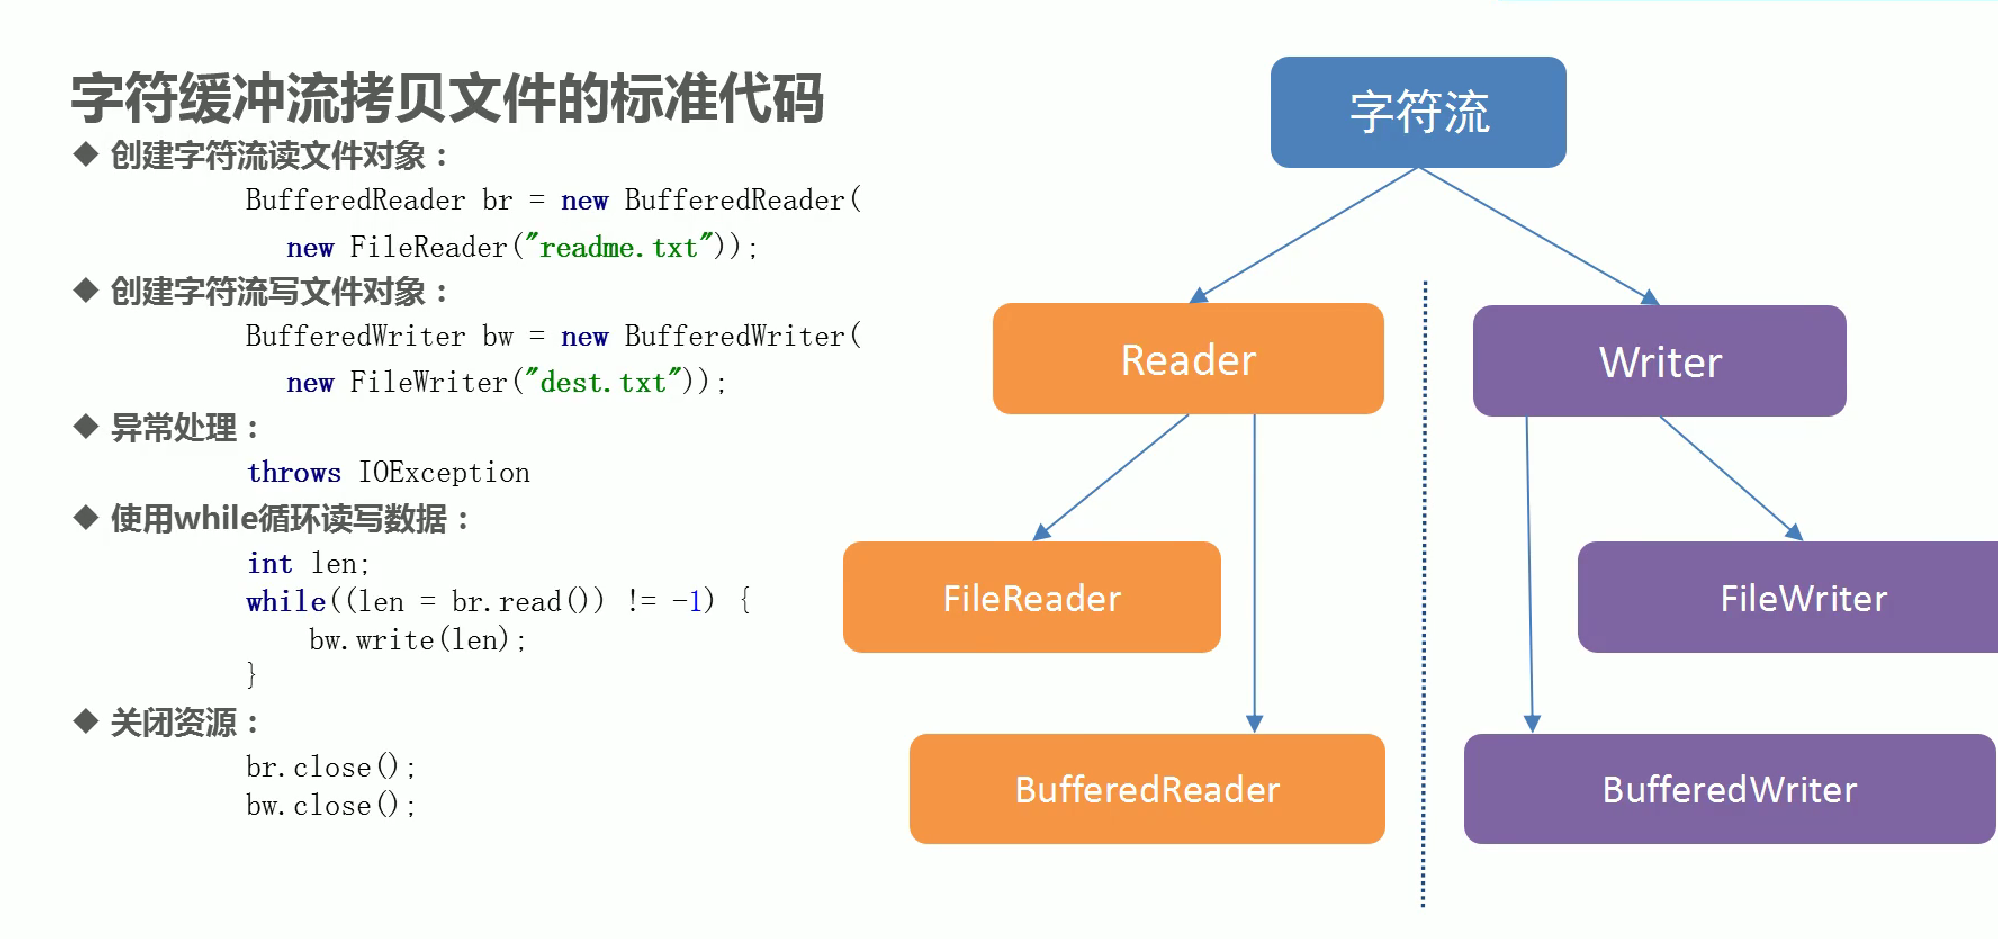 字符缓冲流拷贝文件的标准代码
◆ 创建字符流读文件对象：
BufferedReader br = new BufferedReader(
new FileReader("readme.txt"));
◆ 创建字符流写文件对象：
BufferedWriter bw = new BufferedWriter(
new FileWriter("dest.txt"));
◆ 异常处理：
throws IOException
◆ 使用while循环读写数据：
int len;
while((len = br.read()) != -1) {
bw.write(len);
}
◆ 关闭资源：
br.close();
bw.close();
字符流
Reader
Writer
FileReader
FileWriter
BufferedReader
BufferedWriter